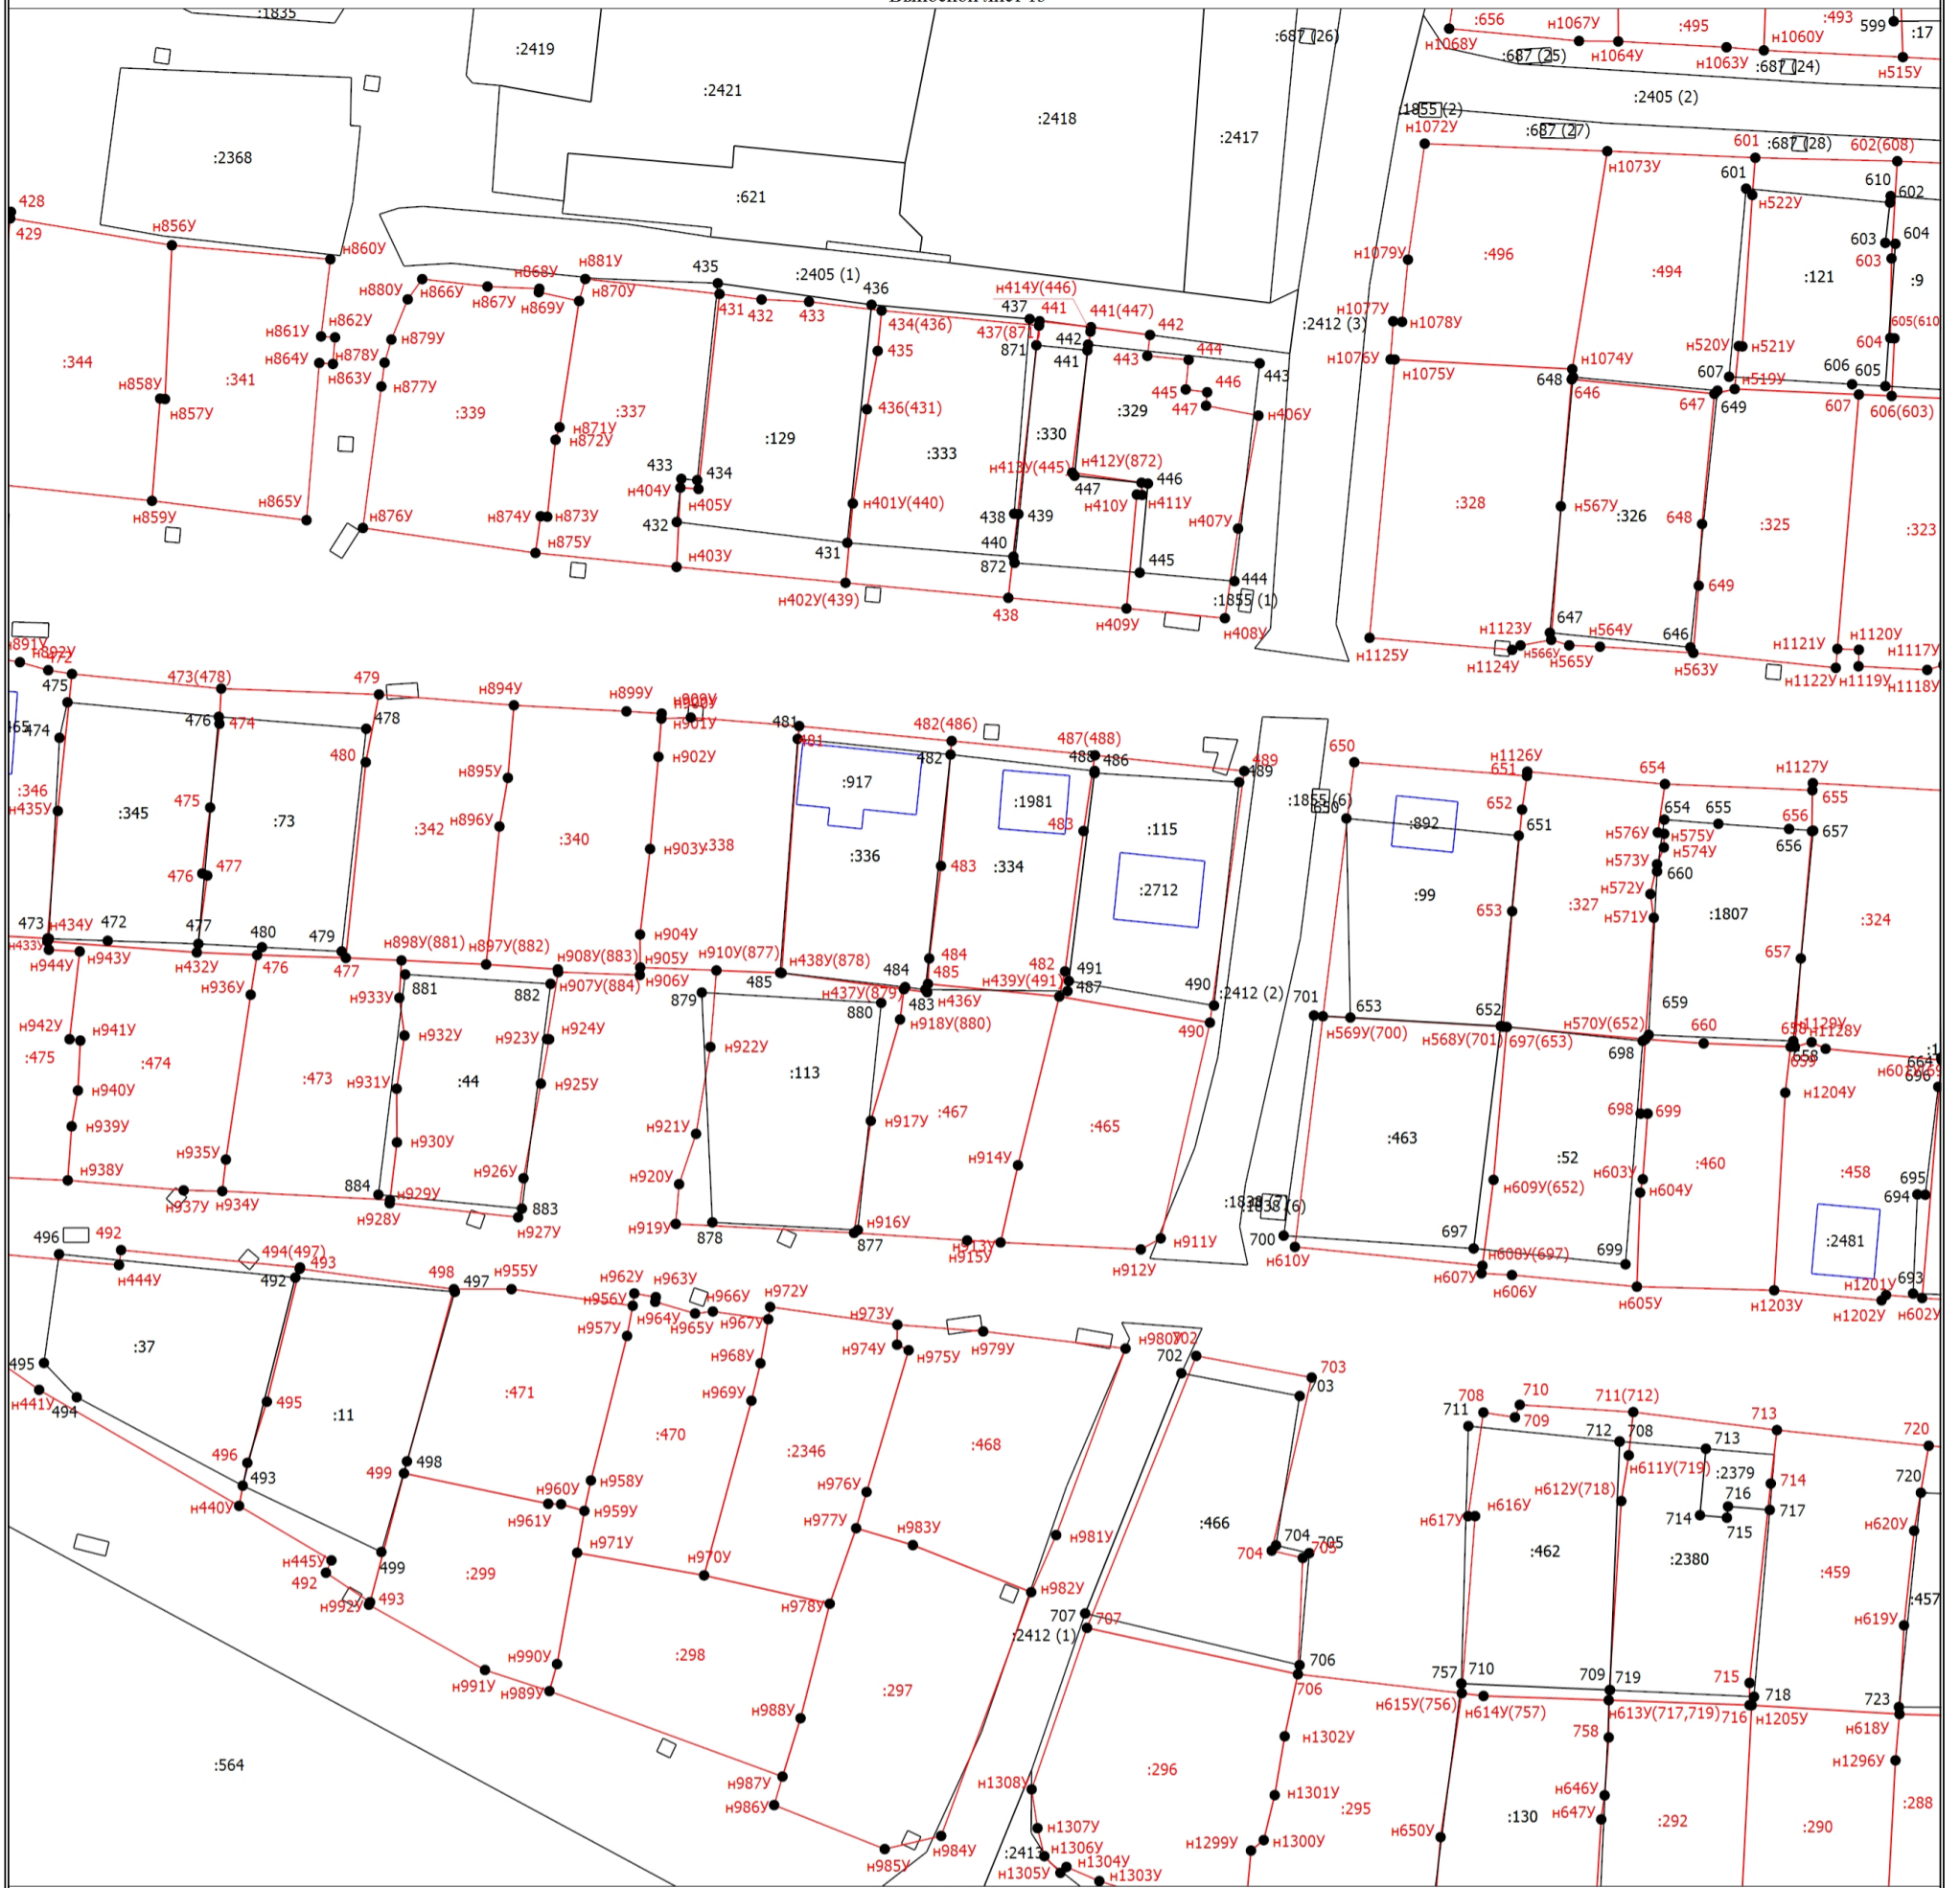 :1835
:2419
:2421
:2418
:687 (26)
:2417
:656
н1067У
:495
:493
599
:17
н1068У
:687 (25)
н1064У
н1063У
н1060У
:687 (24)
н515У
:2405 (2)
:1855 (2)
н1072У
:687 (27)
601
:687 (28)
602(608)
:2368
:621
н1073У
601
н522У
610
602
428
429
н856У
н860У
603
604
603
н1079У
:496
:494
:121
:9
н881У
435
:2405 (1)
н868У
н880У
н866У
н867У
н869У
н870У
431
432
433
436
434(436)
н414У(446)
437
441
441(447)
442
437(871)
442
871
441
443
444
443
445
446
447
н406У
:2412 (3)
н1077У
н1078У
н1076У
н1075У
н1074У
648
646
н520У
н521У
607
н519У
647
649
606
605
604
607
606(603)
н861У
н862У
н864У
н878У
н863У
н879У
н877У
:344
:341
н858У
н857У
:339
:337
н871У
н872У
:129
435
436(431)
:333
:330
:329
н413У(445)
н412У(872)
447
446
н410У
н411У
433
434
н404У
н405У
н401У(440)
438
439
н407У
:328
н567У
:326
648
:325
:323
н859У
н865У
н876У
н874У
н873У
н875У
432
431
440
872
445
444
н403У
н402У(439)
438
н409У
:1855 (1)
н408У
649
647
н1123У
н564У
646
н1125У
н1124У
н566У
н565У
н563У
н1121У
н1120У
н1117У
н1122У
н1119У
н1118У
472
475
473(478)
479
н894У
н899У
н901У
474
476
474
478
480
481
481
482(486)
487(488)
489
482
488
486
489
650
н1126У
651
654
н1127У
655
н895У
н902У
:917
:1981
:1855 (6)
:892
652
651
654
655
656
656
657
:346
н435У
:345
475
:73
:342
н896У
:340
н903У
:338
:336
483
:334
483
:115
:2712
:99
653
н576У
н575У
н574У
н573У
660
н572У
:327
н571У
:1807
:324
476
477
473
н434У
472
477
480
479
н944У
н943У
н432У
476
477
н898У(881)
н897У(882)
н908У(883)
н904У
н905У
н906У
н907У(884)
н910У(877)
н438У(878)
485
484
484
485
н437У(879)
483
н436У
482
491
н439У(491)
487
490
:2412 (2)
490
657
н936У
н933У
881
882
879
880
н918У(880)
701
653
н569У(700)
652
н568У(701)
697(653)
659
н570У(652)
698
660
658
659
н1128У
н942У
н941У
:475
:474
:473
н932У
н931У
:44
н923У
н924У
н925У
н922У
:113
н917У
:467
:465
н940У
н939У
н938У
н935У
н930У
н926У
н921У
н920У
н914У
:463
:52
698
699
н603У
н604У
н609У(652)
:460
н1204У
:458
695
694
696
н937У
н934У
884
н929У
н928У
883
н927У
н919У
878
н916У
877
н915У
н912У
н911У
:1838 (6)
700
н610У
697
н608У(697)
н607У
н606У
699
н605У
н1203У
:2481
н1201У
н1202У
693
н602У
496
492
н444У
494(497)
493
492
498
497
н955У
н962У
н963У
н956У
н964У
н965У
н966У
н957У
н967У
н972У
н973У
н974У
н975У
н979У
н980У
702
702
703
703
:37
495
н441У
494
495
:11
:471
н968У
н969У
:470
:2346
:468
708
710
709
711
711(712)
712
708
713
713
720
720
496
493
н440У
499
498
н960У
н961У
н958У
н959У
н976У
н977У
н983У
н981У
:466
704
704
705
705
н611У(719)
н612У(718)
н616У
н617У
:462
:2379
714
716
714
715
717
:2380
:459
н620У
:457
н619У
н445У
492
499
493
н992У
:299
н971У
н970У
н978У
н982У
707
707
:2412 (1)
н990У
н991У
н989У
:298
:297
706
706
757
710
н615У(756)
н614У(757)
709
719
н613У(717,719)
715
718
716
н1205У
723
н618У
758
н988У
н987У
н986У
:564
н1308У
:296
н1302У
н1301У
:295
н646У
н647У
н1296У
:130
:292
:290
:288
н985У
н984У
н1307У
н1306У
:2413
н1305У
н1304У
н1303У
н1299У
н1300У
н650У